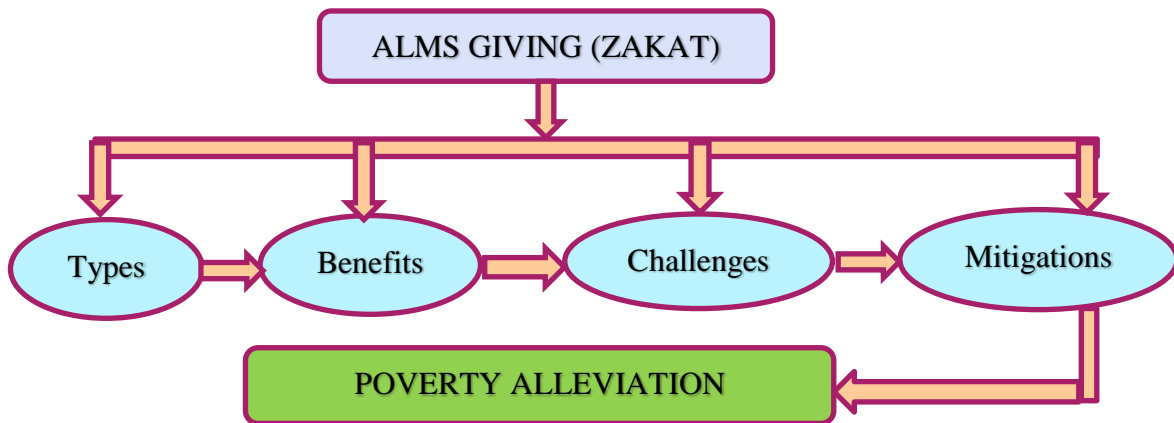 ALMS GIVING (ZAKAT)
Types
Benefits
Challenges
Mitigations
POVERTY ALLEVIATION